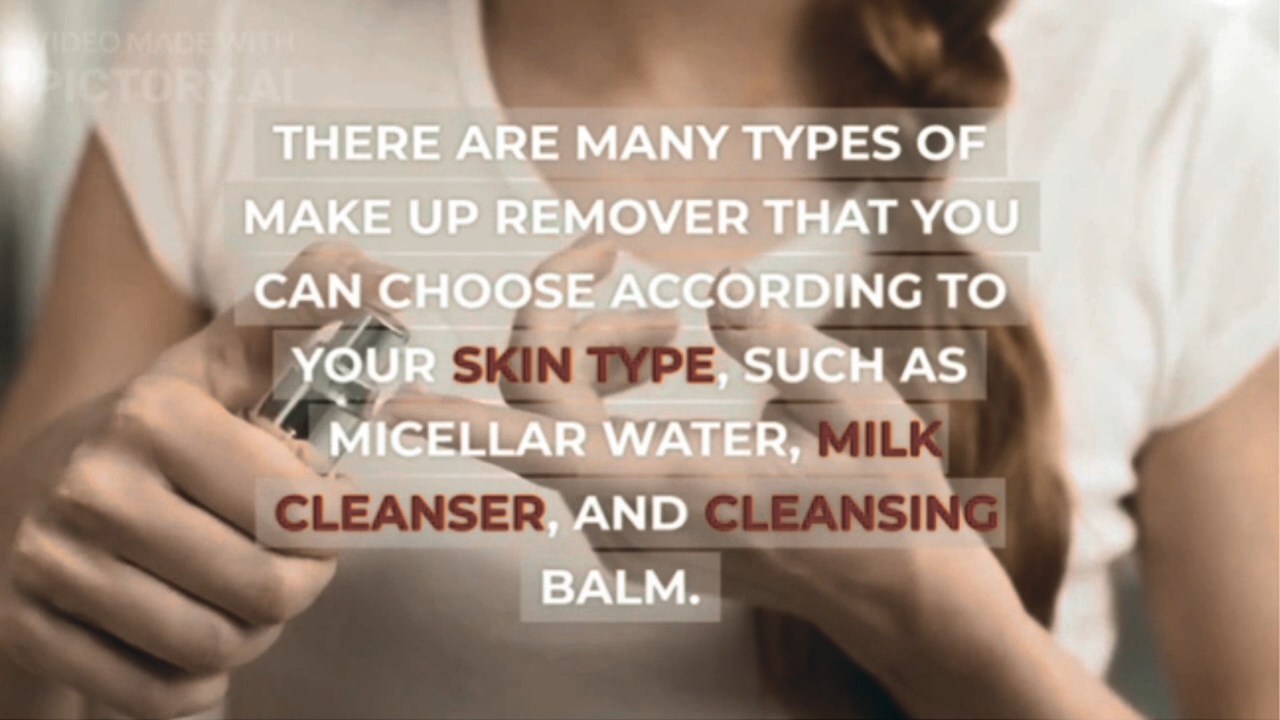 VIDEO MADE WITH
PICTORY.AI
THERE ARE MANY TYPES OF
MAKE UP REMOVER THAT YOU
CAN CHOOSE ACCORDING TO
YOUR SKIN TYPE, SUCH AS
MICELLAR WATER, MILK
CLEANSER, AND CLEANSING
BALM.